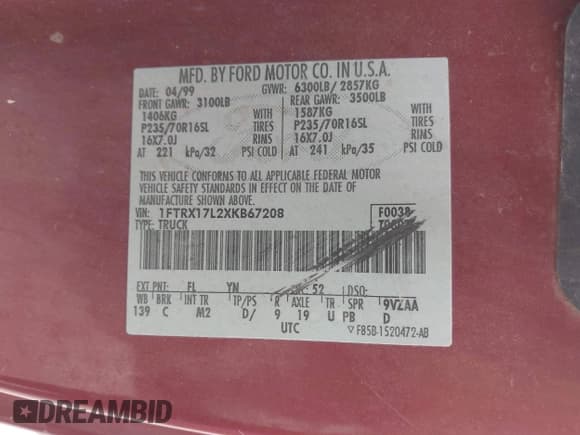 MFD. BY FORD MOTOR CO. IN U.S.A.
DATE: 04/99 GVWR: 6300LB/ 2857KG
FRONT GAWR: 3100LB REAR GAWR: 3500LB
1406KG WITH 1587KG WITH
P235/70R16SL TIRES P235/70R16SL TIRES
16X7.0J RIMS 16X7.0J RIMS
AT 221 kPa/32 PSI COLD AT 241 kPa/35 PSI COLD
THIS VEHICLE CONFORMS TO ALL APPLICABLE FEDERAL MOTOR
VEHICLE SAFETY STANDARDS IN EFFECT ON THE DATE OF
MANUFACTURE SHOWN ABOVE.
VIN: 1FTRX17L2XKB67208 F0038
TYPE: TRUCK
EXT PNT: FL YN RC: 52 DSO:
WB BRK INT TR TP/PS R AXLE TR SPR 9VZAA
139 C M2 D/ 9 19 U PB D
UTC F85B-1520472-AB
DREAMBID